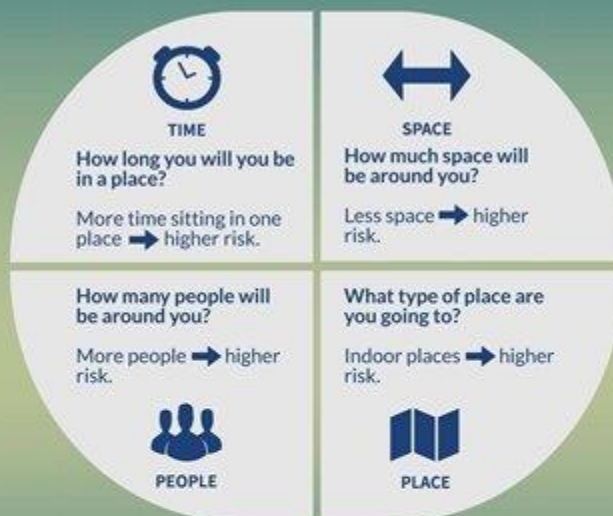 TIME
How long you will you be
in a place?
More time sitting in one
place ➡ higher risk.
SPACE
How much space will
be around you?
Less space ➡ higher
risk.
How many people will
be around you?
More people ➡ higher
risk.
PEOPLE
What type of place are
you going to?
Indoor places ➡ higher
risk.
PLACE